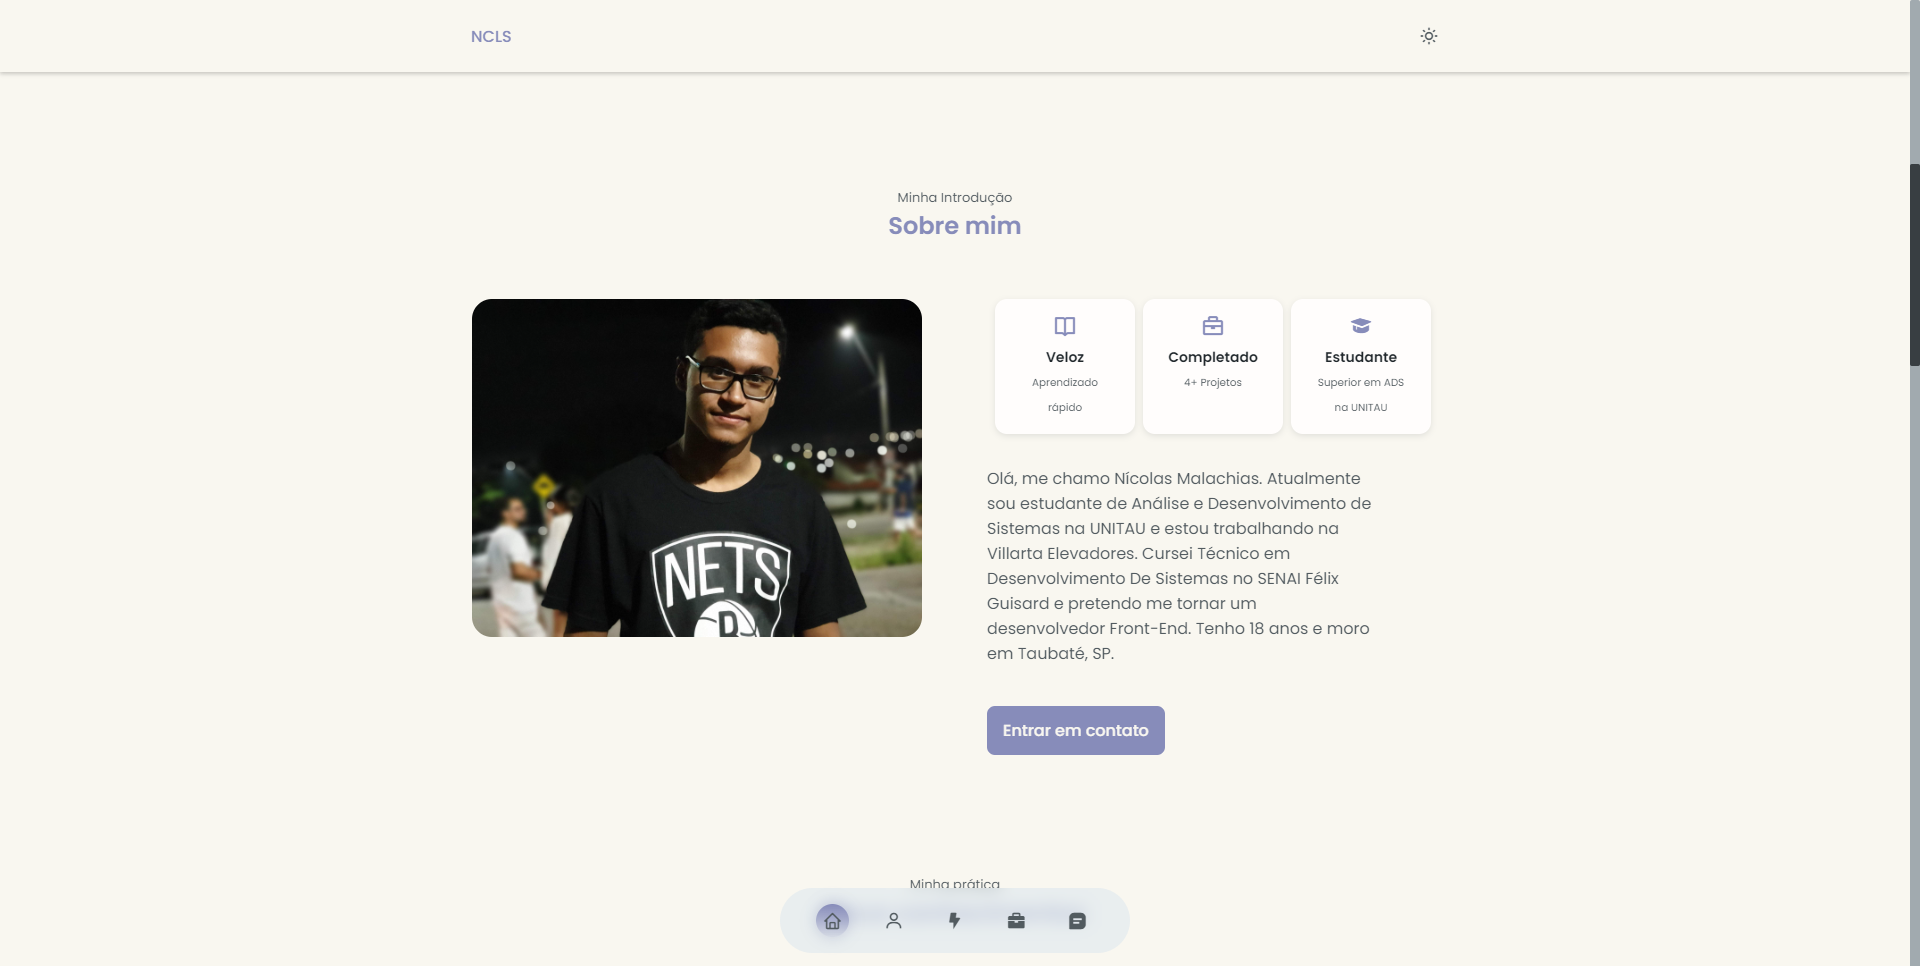 NCLS
Minha Introdução
Sobre mim
Veloz
Aprendizado
rápido
Completado
4+ Projetos
Estudante
Superior em ADS
na UNITAU
NETS
B
Olá, me chamo Nícolas Malachias. Atualmente
sou estudante de Análise e Desenvolvimento de
Sistemas na UNITAU e estou trabalhando na
Villarta Elevadores. Cursei Técnico em
Desenvolvimento De Sistemas no SENAI Félix
Guisard e pretendo me tornar um
desenvolvedor Front-End. Tenho 18 anos e moro
em Taubaté, SP.
Entrar em contato
Minha prática